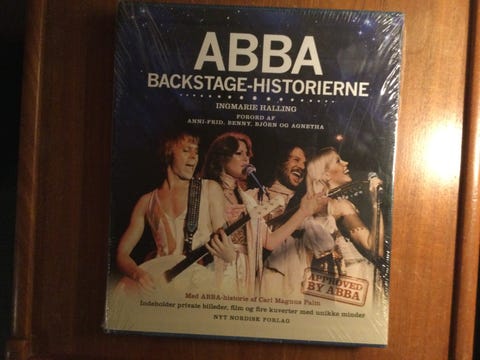 ABBA
BACKSTAGE-HISTORIERNE
INGMARIE HALLING
FORORD AF
ANNI-FRID, BENNY, BJÖRN OG AGNETHA
APPROVED
BY ABBA
Med ABBA-historie af Carl Magnus Palm
Indeholder private billeder, film og fire kuverter med unikke minder
NYT NORDISK FORLAG